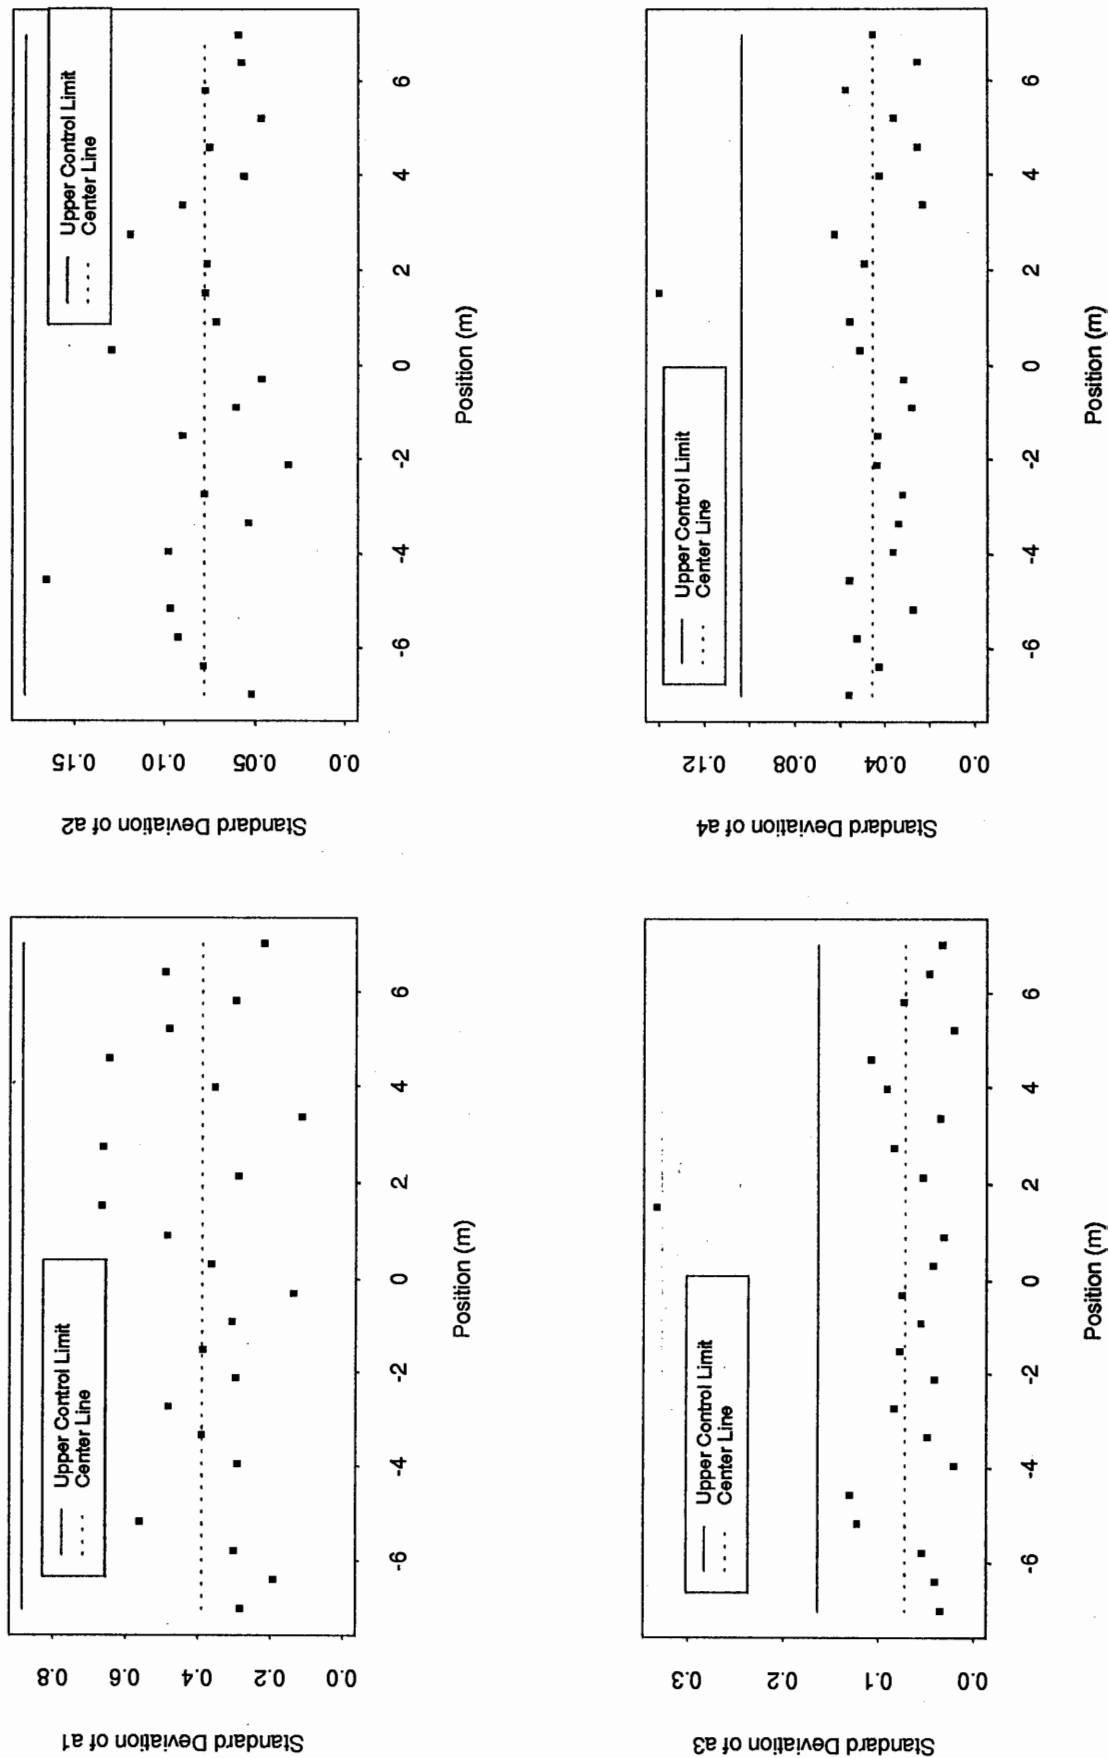 Standard Deviation of a1
0.0 0.2 0.4 0.6 0.8
Upper Control Limit
Center Line
-6 -4 -2 0 2 4 6
Position (m)
Standard Deviation of a2
0.0 0.05 0.10 0.15
Upper Control Limit
Center Line
-6 -4 -2 0 2 4 6
Position (m)
Standard Deviation of a3
0.0 0.1 0.2 0.3
Upper Control Limit
Center Line
-6 -4 -2 0 2 4 6
Position (m)
Standard Deviation of a4
0.0 0.04 0.08 0.12
Upper Control Limit
Center Line
-6 -4 -2 0 2 4 6
Position (m)